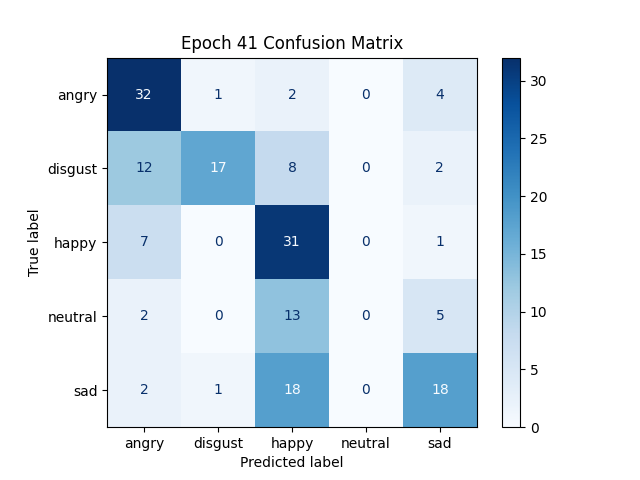 Epoch 41 Confusion Matrix
True label
angry 32 1 2 0 4
disgust 12 17 8 0 2
happy 7 0 31 0 1
neutral 2 0 13 0 5
sad 2 1 18 0 18
angry disgust happy neutral sad
Predicted label
30
25
20
15
10
5
0